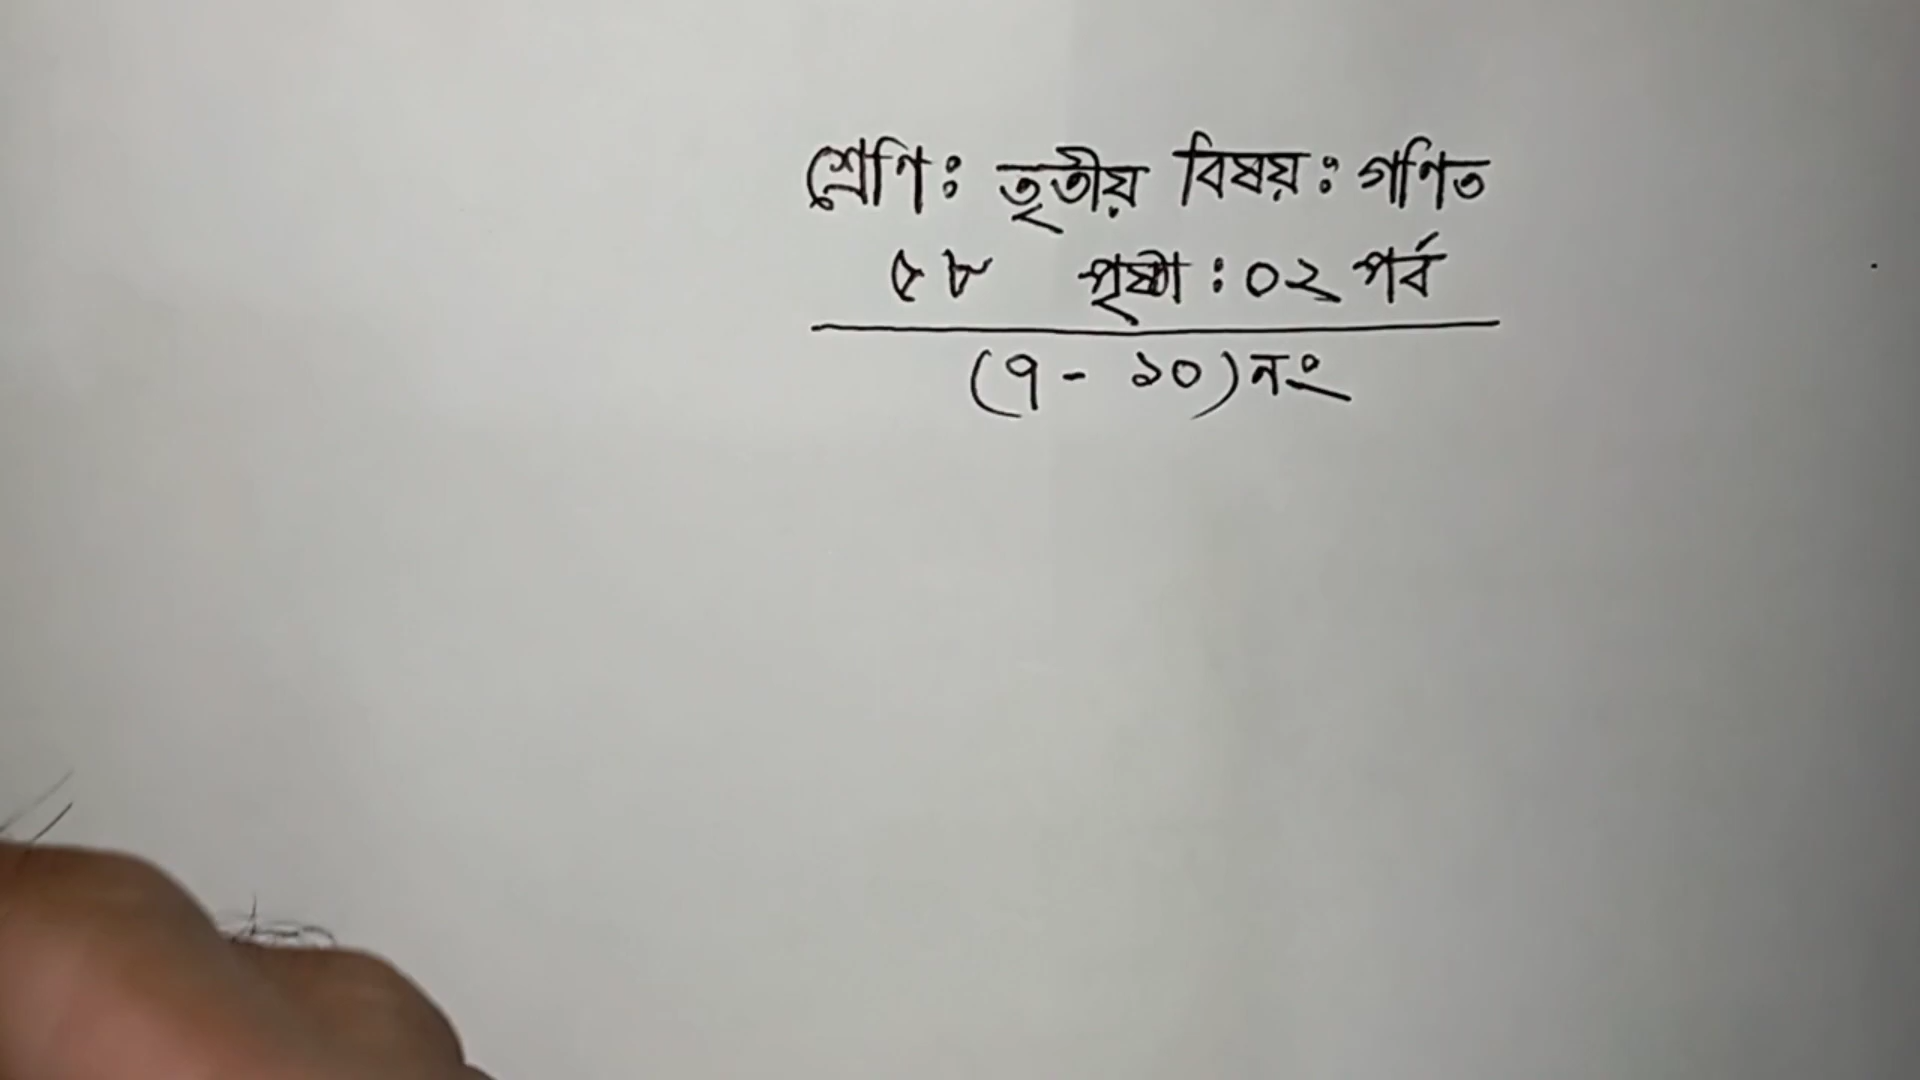 শ্রেণি: তৃতীয় বিষয়: গণিত
৫৮ পৃষ্ঠা: ০২ পর্ব
(৭ - ১০) নং